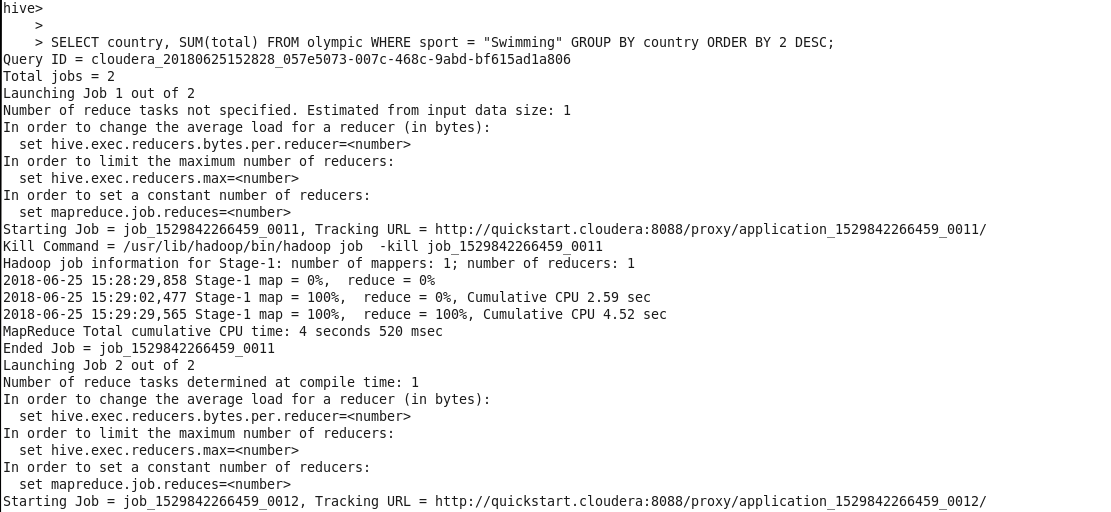 hive>
    >
    > SELECT country, SUM(total) FROM olympic WHERE sport = "Swimming" GROUP BY country ORDER BY 2 DESC;
Query ID = cloudera_20180625152828_057e5073-007c-468c-9abd-bf615ad1a806
Total jobs = 2
Launching Job 1 out of 2
Number of reduce tasks not specified. Estimated from input data size: 1
In order to change the average load for a reducer (in bytes):
  set hive.exec.reducers.bytes.per.reducer=<number>
In order to limit the maximum number of reducers:
  set hive.exec.reducers.max=<number>
In order to set a constant number of reducers:
  set mapreduce.job.reduces=<number>
Starting Job = job_1529842266459_0011, Tracking URL = http://quickstart.cloudera:8088/proxy/application_1529842266459_0011/
Kill Command = /usr/lib/hadoop/bin/hadoop job  -kill job_1529842266459_0011
Hadoop job information for Stage-1: number of mappers: 1; number of reducers: 1
2018-06-25 15:28:29,858 Stage-1 map = 0%,  reduce = 0%
2018-06-25 15:29:02,477 Stage-1 map = 100%,  reduce = 0%, Cumulative CPU 2.59 sec
2018-06-25 15:29:29,565 Stage-1 map = 100%,  reduce = 100%, Cumulative CPU 4.52 sec
MapReduce Total cumulative CPU time: 4 seconds 520 msec
Ended Job = job_1529842266459_0011
Launching Job 2 out of 2
Number of reduce tasks determined at compile time: 1
In order to change the average load for a reducer (in bytes):
  set hive.exec.reducers.bytes.per.reducer=<number>
In order to limit the maximum number of reducers:
  set hive.exec.reducers.max=<number>
In order to set a constant number of reducers:
  set mapreduce.job.reduces=<number>
Starting Job = job_1529842266459_0012, Tracking URL = http://quickstart.cloudera:8088/proxy/application_1529842266459_0012/